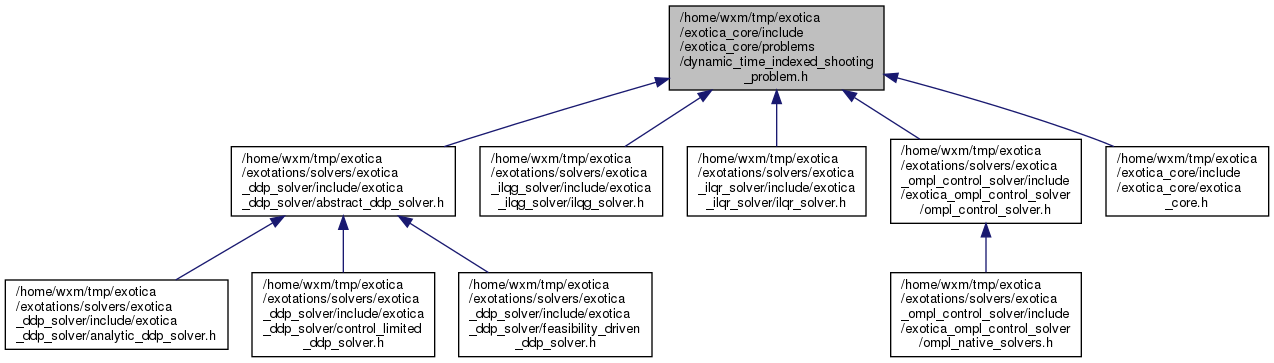 /home/wxm/tmp/exotica
/exotica_core/include
/exotica_core/problems
/dynamic_time_indexed_shooting
_problem.h
/home/wxm/tmp/exotica
/exotations/solvers/exotica
_ddp_solver/include/exotica
_ddp_solver/abstract_ddp_solver.h
/home/wxm/tmp/exotica
/exotations/solvers/exotica
_ilqg_solver/include/exotica
_ilqg_solver/ilqg_solver.h
/home/wxm/tmp/exotica
/exotations/solvers/exotica
_ilqr_solver/include/exotica
_ilqr_solver/ilqr_solver.h
/home/wxm/tmp/exotica
/exotations/solvers/exotica
_ompl_control_solver/include
/exotica_ompl_control_solver
/ompl_control_solver.h
/home/wxm/tmp/exotica
/exotica_core/include
/exotica_core/exotica
_core.h
/home/wxm/tmp/exotica
/exotations/solvers/exotica
_ddp_solver/include/exotica
_ddp_solver/analytic_ddp_solver.h
/home/wxm/tmp/exotica
/exotations/solvers/exotica
_ddp_solver/include/exotica
_ddp_solver/control_limited
_ddp_solver.h
/home/wxm/tmp/exotica
/exotations/solvers/exotica
_ddp_solver/include/exotica
_ddp_solver/feasibility_driven
_ddp_solver.h
/home/wxm/tmp/exotica
/exotations/solvers/exotica
_ompl_control_solver/include
/exotica_ompl_control_solver
/ompl_native_solvers.h